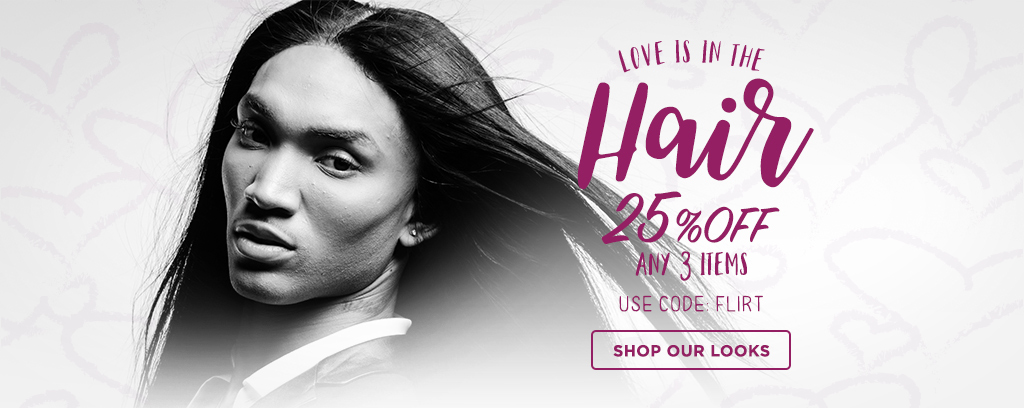 LOVE IS IN THE
Hair
25% OFF
ANY 3 ITEMS
USE CODE: FLIRT
SHOP OUR LOOKS